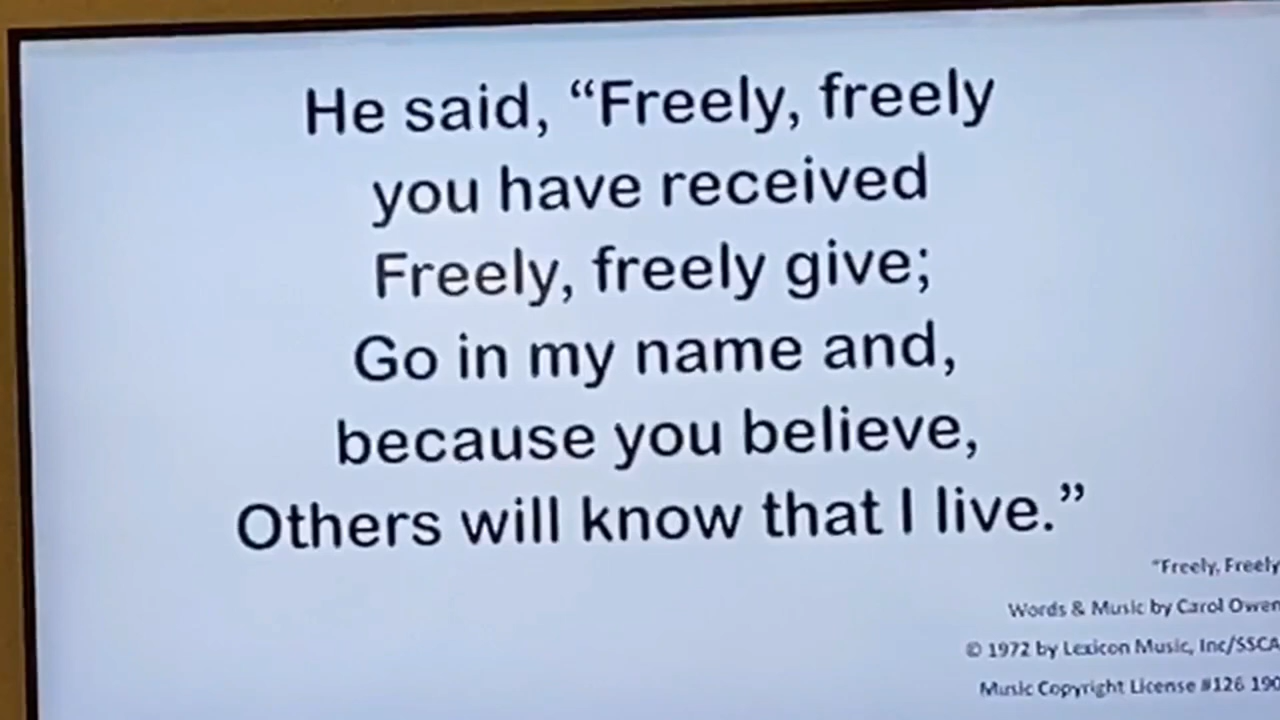 He said, “Freely, freely
you have received
Freely, freely give;
Go in my name and,
because you believe,
Others will know that I live.”
"Freely, Freely
Words & Music by Carol Owen
© 1972 by Lexicon Music, Inc/SSCA
Music Copyright License #126 190